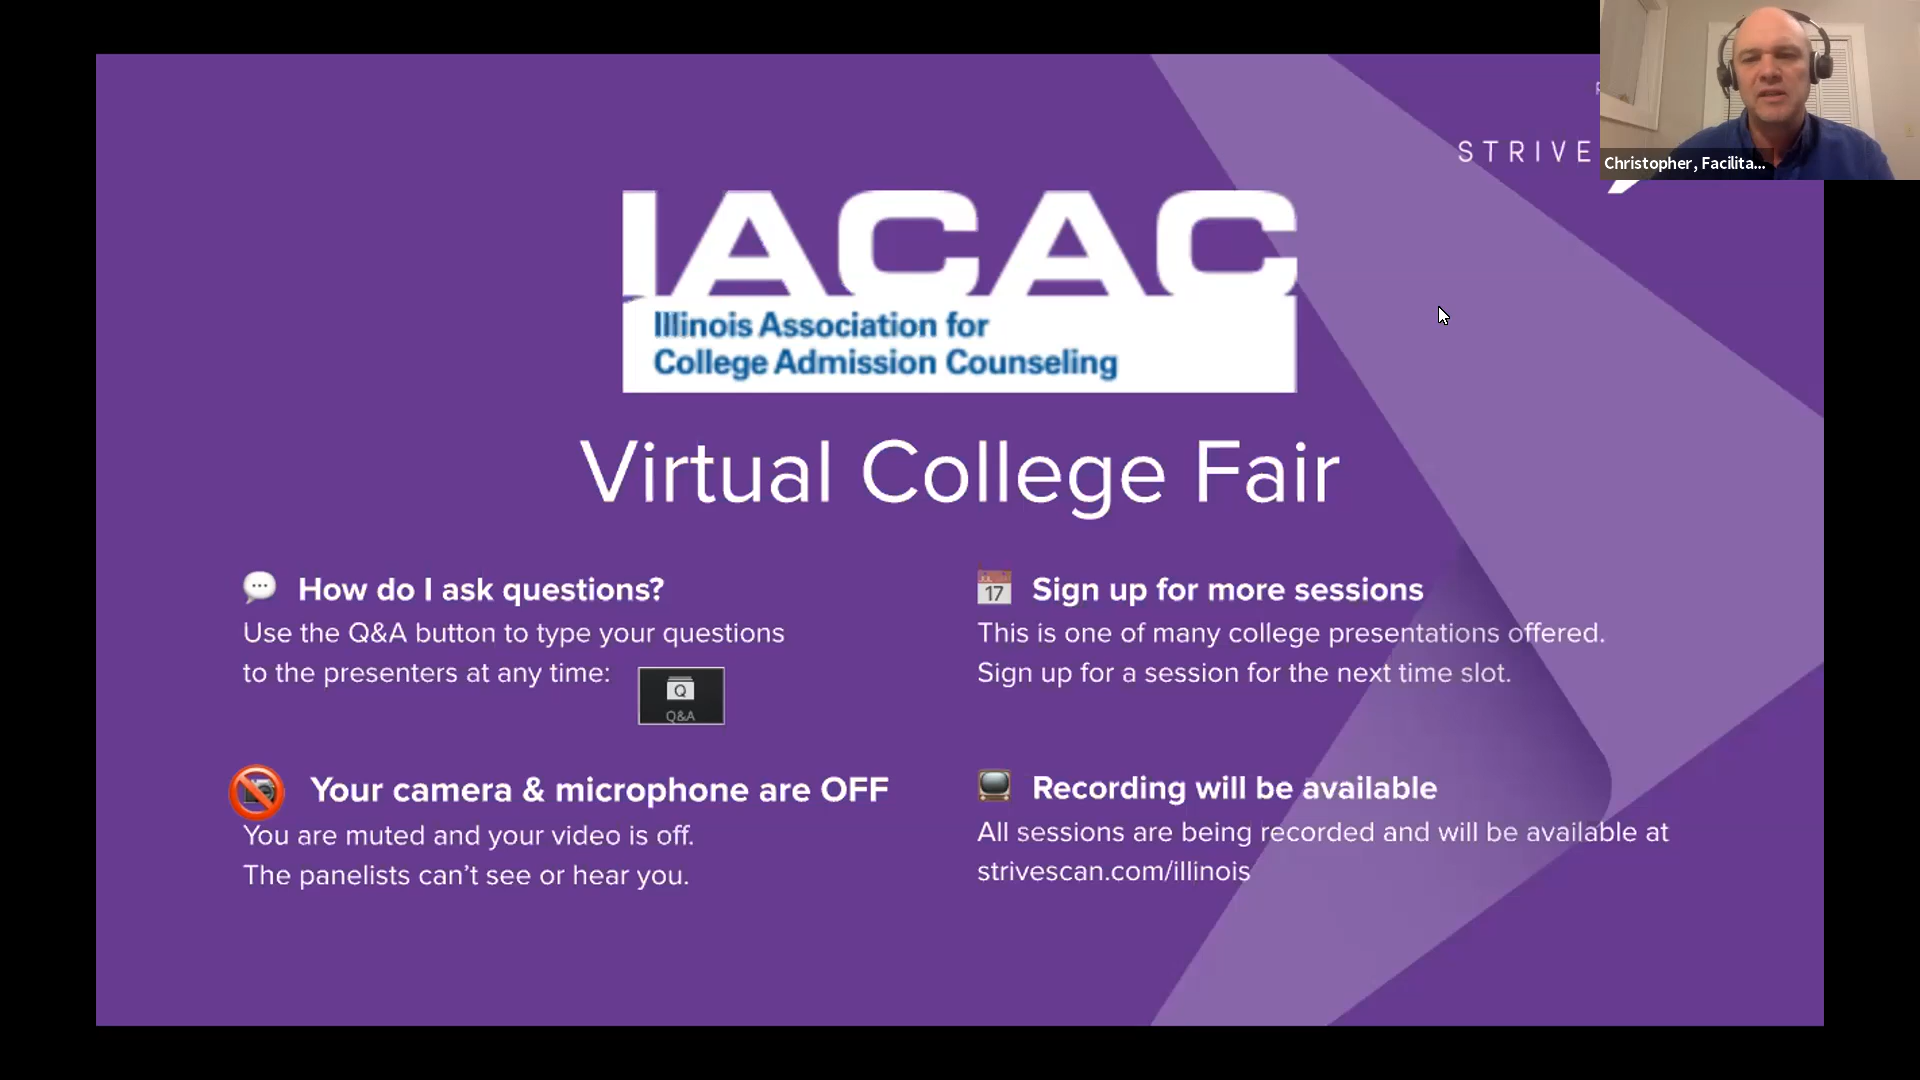 STRIVE
Christopher, Facilita...
IACAC
Illinois Association for
College Admission Counseling
Virtual College Fair
How do I ask questions?
Use the Q&A button to type your questions
to the presenters at any time:
Q
Q&A
Your camera & microphone are OFF
You are muted and your video is off.
The panelists can't see or hear you.
JUL
17
Sign up for more sessions
This is one of many college presentations offered.
Sign up for a session for the next time slot.
Recording will be available
All sessions are being recorded and will be available at
strivescan.com/illinois